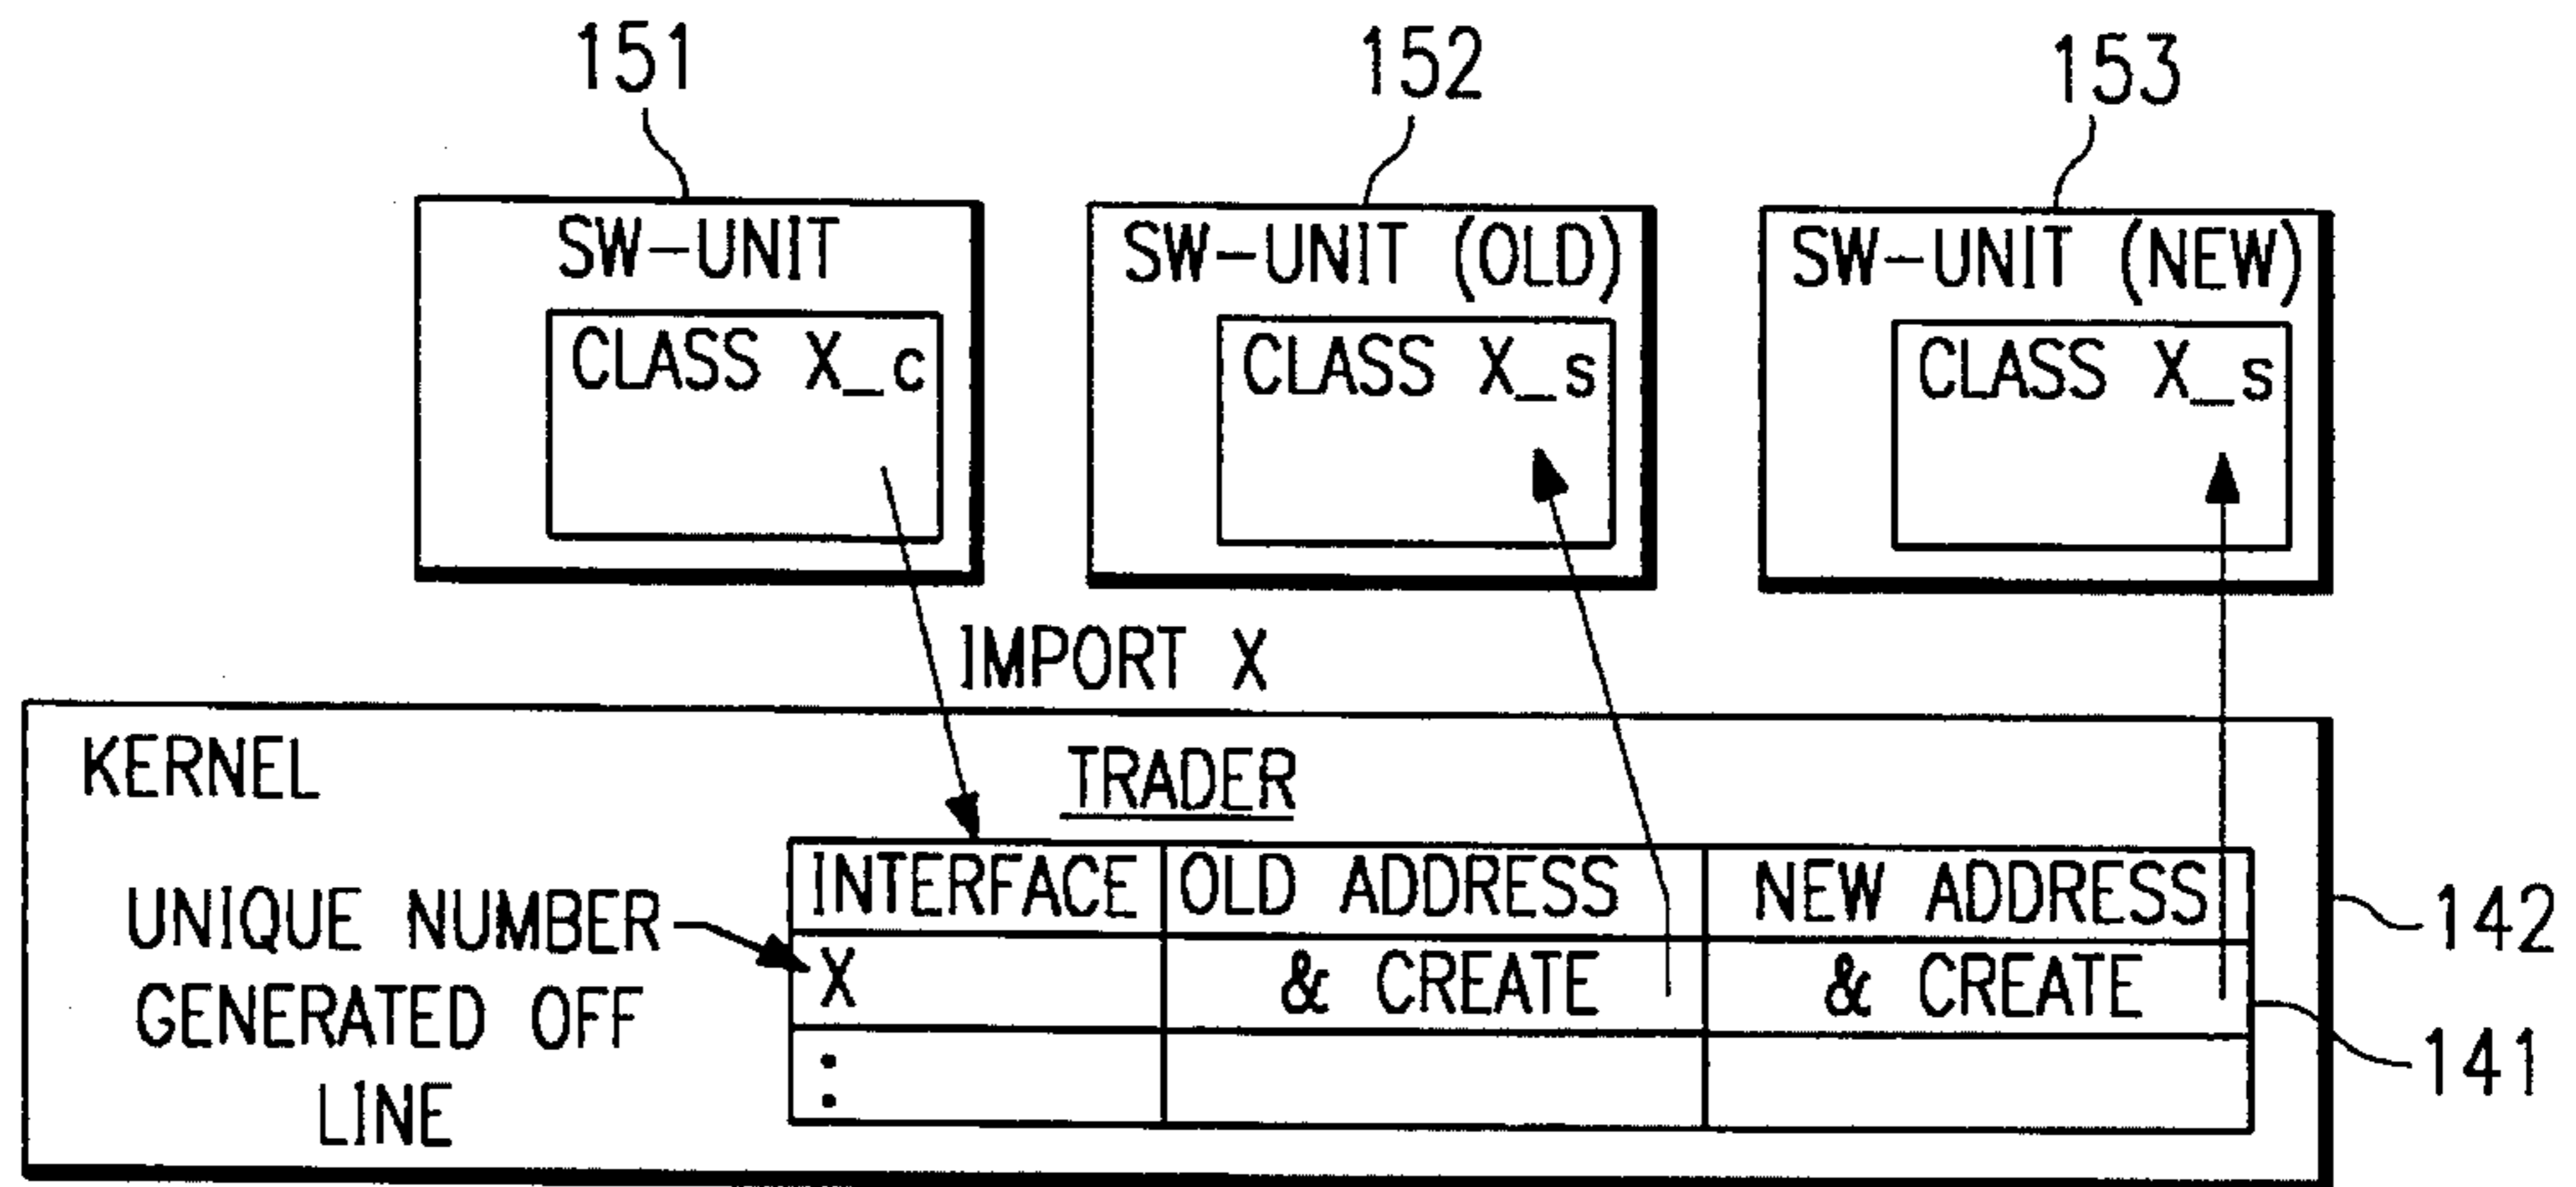 151
152
153
SW-UNIT
CLASS X_c
SW-UNIT (OLD)
CLASS X_s
SW-UNIT (NEW)
CLASS X_s
IMPORT X
KERNEL
TRADER
UNIQUE NUMBER
GENERATED OFF
LINE
INTERFACE OLD ADDRESS NEW ADDRESS
X & CREATE & CREATE
:
142
141